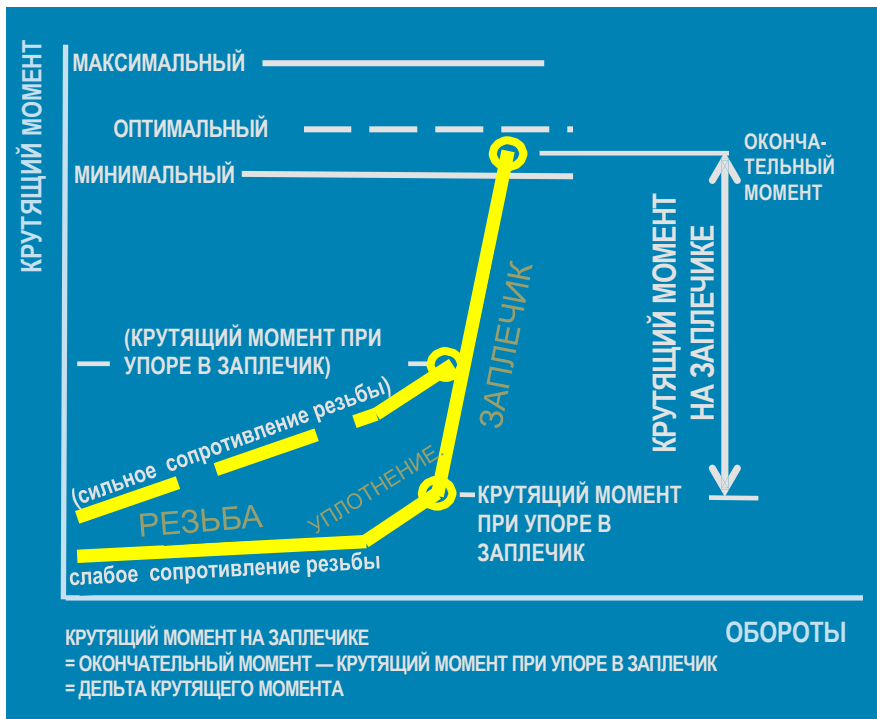 КРУТЯЩИЙ МОМЕНТ
МАКСИМАЛЬНЫЙ
ОПТИМАЛЬНЫЙ
МИНИМАЛЬНЫЙ
ОКОНЧА-
ТЕЛЬНЫЙ
МОМЕНТ
КРУТЯЩИЙ МОМЕНТ
НА ЗАПЛЕЧИКЕ
ЗАПЛЕЧИК
(КРУТЯЩИЙ МОМЕНТ ПРИ
УПОРЕ В ЗАПЛЕЧИК)
(сильное сопротивление резьбы)
РЕЗЬБА
УПЛОТНЕНИЕ.
КРУТЯЩИЙ МОМЕНТ
ПРИ УПОРЕ В
ЗАПЛЕЧИК
слабое сопротивление резьбы
ОБОРОТЫ
КРУТЯЩИЙ МОМЕНТ НА ЗАПЛЕЧИКЕ
= ОКОНЧАТЕЛЬНЫЙ МОМЕНТ — КРУТЯЩИЙ МОМЕНТ ПРИ УПОРЕ В ЗАПЛЕЧИК
= ДЕЛЬТА КРУТЯЩЕГО МОМЕНТА